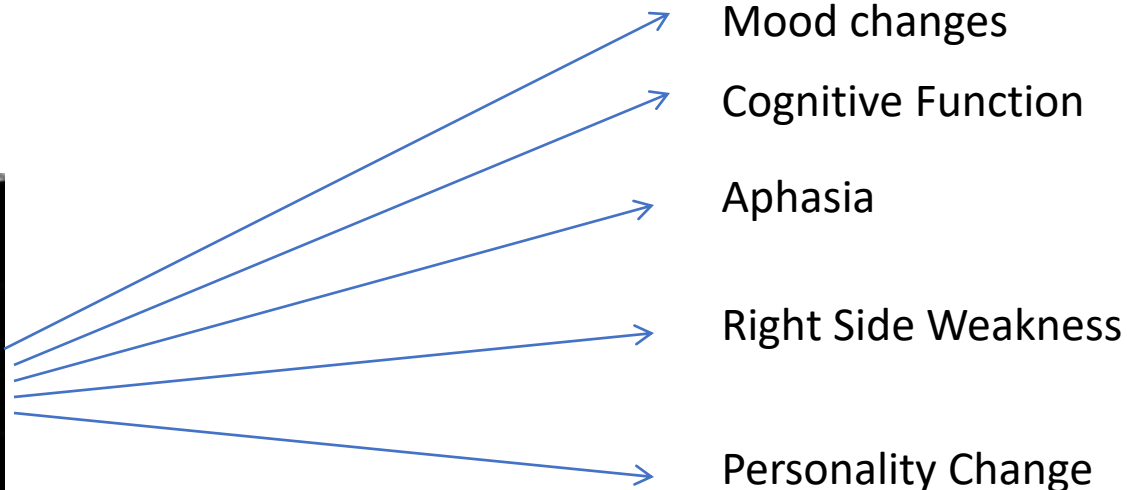 Mood changes
Cognitive Function
Aphasia
Right Side Weakness
Personality Change